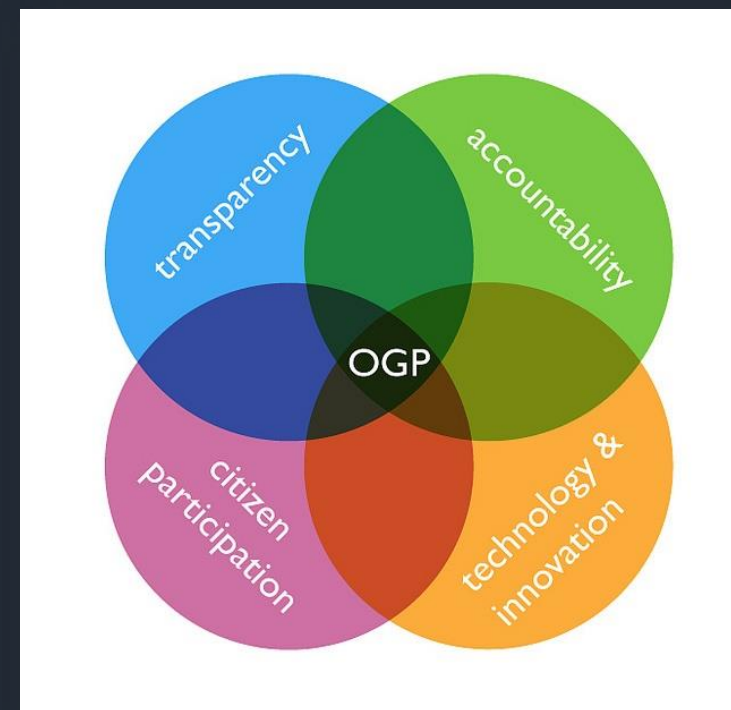 transparency
accountability
OGP
citizen
participation
technology &
innovation